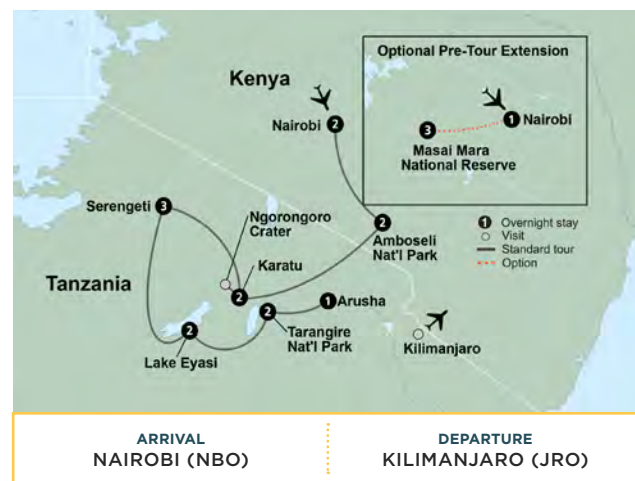 Optional Pre-Tour Extension
Kenya
Nairobi
2
1
Nairobi
3
Masai Mara
National Reserve
Serengeti
3
Ngorongoro
Crater
2
Amboseli
Nat'l Park
1 Overnight stay
Visit
Standard tour
Option
Karatu
2
Tanzania
1
Arusha
2
Tarangire
Nat'l Park
2
Lake Eyasi
Kilimanjaro
ARRIVAL
NAIROBI (NBO)
DEPARTURE
KILIMANJARO (JRO)